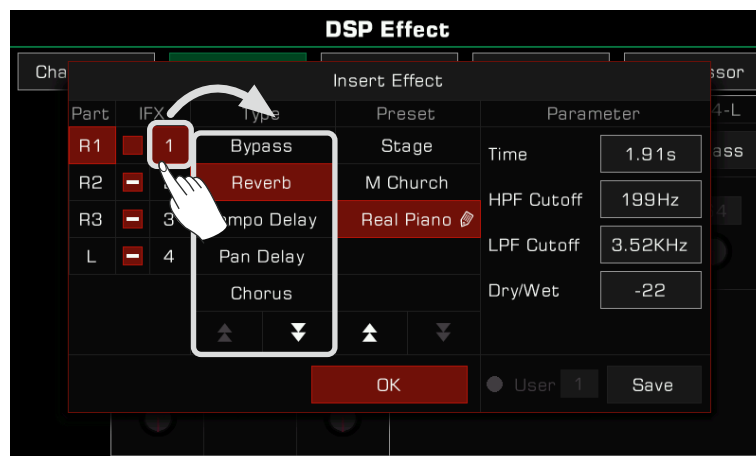 DSP Effect
Cha
ssor
Insert Effect
Part IFX Type Preset Parameter
4-L
R1 1 Bypass Stage Time 1.91s
ass
R2 Reverb M Church HPF Cutoff 199Hz
R3 3 mpo Delay Real Piano
4
L 4 Pan Delay LPF Cutoff 3.52KHz
Chorus Dry/Wet -22
OK User 1 Save